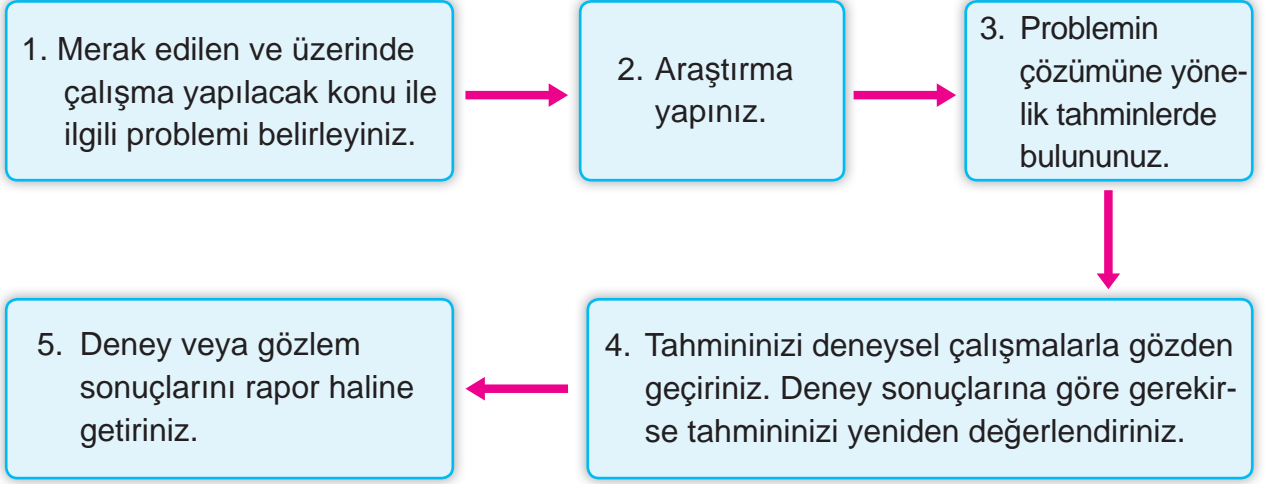 1. Merak edilen ve üzerinde
çalışma yapılacak konu ile
ilgili problemi belirleyiniz.
2. Araştırma
yapınız.
3. Problemin
çözümüne yöne-
lik tahminlerde
bulununuz.
4. Tahmininizi deneysel çalışmalarla gözden
geçiriniz. Deney sonuçlarına göre gerekir-
se tahmininizi yeniden değerlendiriniz.
5. Deney veya gözlem
sonuçlarını rapor haline
getiriniz.